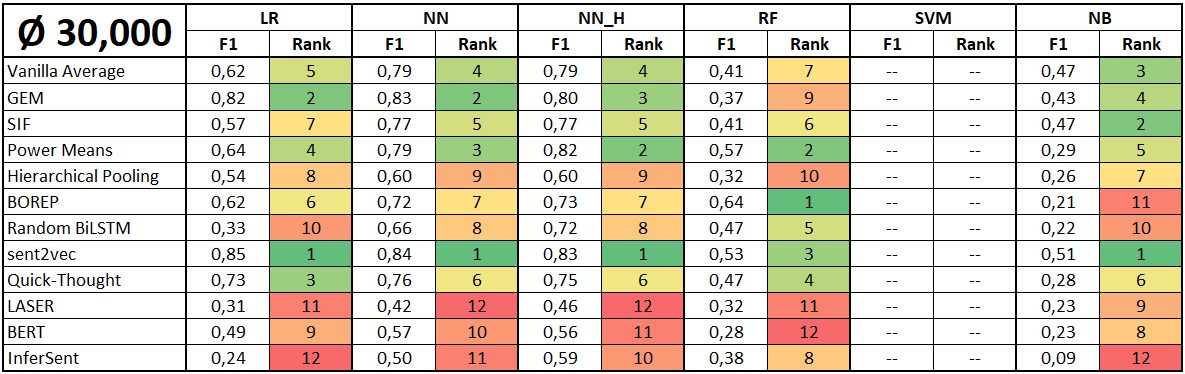 Ø 30,000 LR NN NN_H RF SVM NB
F1 Rank F1 Rank F1 Rank F1 Rank F1 Rank F1 Rank
Vanilla Average 0,62 5 0,79 4 0,79 4 0,41 7 -- -- 0,47 3
GEM 0,82 2 0,83 2 0,80 3 0,37 9 -- -- 0,43 4
SIF 0,57 7 0,77 5 0,77 5 0,41 6 -- -- 0,47 2
Power Means 0,64 4 0,79 3 0,82 2 0,57 2 -- -- 0,29 5
Hierarchical Pooling 0,54 8 0,60 9 0,60 9 0,32 10 -- -- 0,26 7
BOREP 0,62 6 0,72 7 0,73 7 0,64 1 -- -- 0,21 11
Random BiLSTM 0,33 10 0,66 8 0,72 8 0,47 5 -- -- 0,22 10
sent2vec 0,85 1 0,84 1 0,83 1 0,53 3 -- -- 0,51 1
Quick-Thought 0,73 3 0,76 6 0,75 6 0,47 4 -- -- 0,28 6
LASER 0,31 11 0,42 12 0,46 12 0,32 11 -- -- 0,23 9
BERT 0,49 9 0,57 10 0,56 11 0,28 12 -- -- 0,23 8
InferSent 0,24 12 0,50 11 0,59 10 0,38 8 -- -- 0,09 12